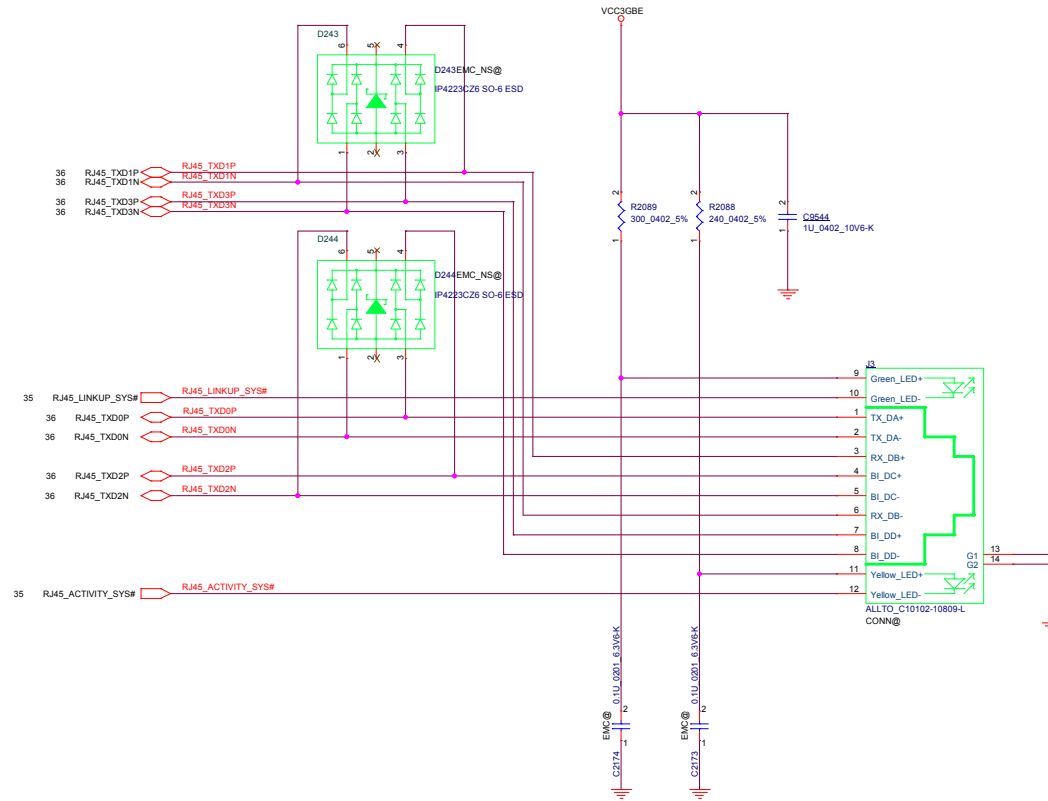 VCC3GBE
D243
6
5
4
D243EMC_NS@
IP4223CZ6 SO-6 ESD
1
2
3
36 RJ45_TXD1P RJ45_TXD1P
36 RJ45_TXD1N RJ45_TXD1N
36 RJ45_TXD3P RJ45_TXD3P
36 RJ45_TXD3N RJ45_TXD3N
2
R2089
300_0402_5%
1
2
R2088
240_0402_5%
1
2
C9544
1U_0402_10V6-K
1
D244
6
5
4
D244EMC_NS@
IP4223CZ6 SO-6 ESD
1
2
3
J3
9 Green_LED+
35 RJ45_LINKUP_SYS# RJ45_LINKUP_SYS# 10 Green_LED-
36 RJ45_TXD0P RJ45_TXD0P 1 TX_DA+
36 RJ45_TXD0N RJ45_TXD0N 2 TX_DA-
3 RX_DB+
36 RJ45_TXD2P RJ45_TXD2P 4 BI_DC+
36 RJ45_TXD2N RJ45_TXD2N 5 BI_DC-
6 RX_DB-
7 BI_DD+
8 BI_DD-
G1 13
G2 14
11 Yellow_LED+
35 RJ45_ACTIVITY_SYS# RJ45_ACTIVITY_SYS# 12 Yellow_LED-
ALLTO_C10102-10809-L
CONN@
0.1U_0201_6.3V6-K
2
EMC@
1
C2174
0.1U_0201_6.3V6-K
2
EMC@
1
C2173